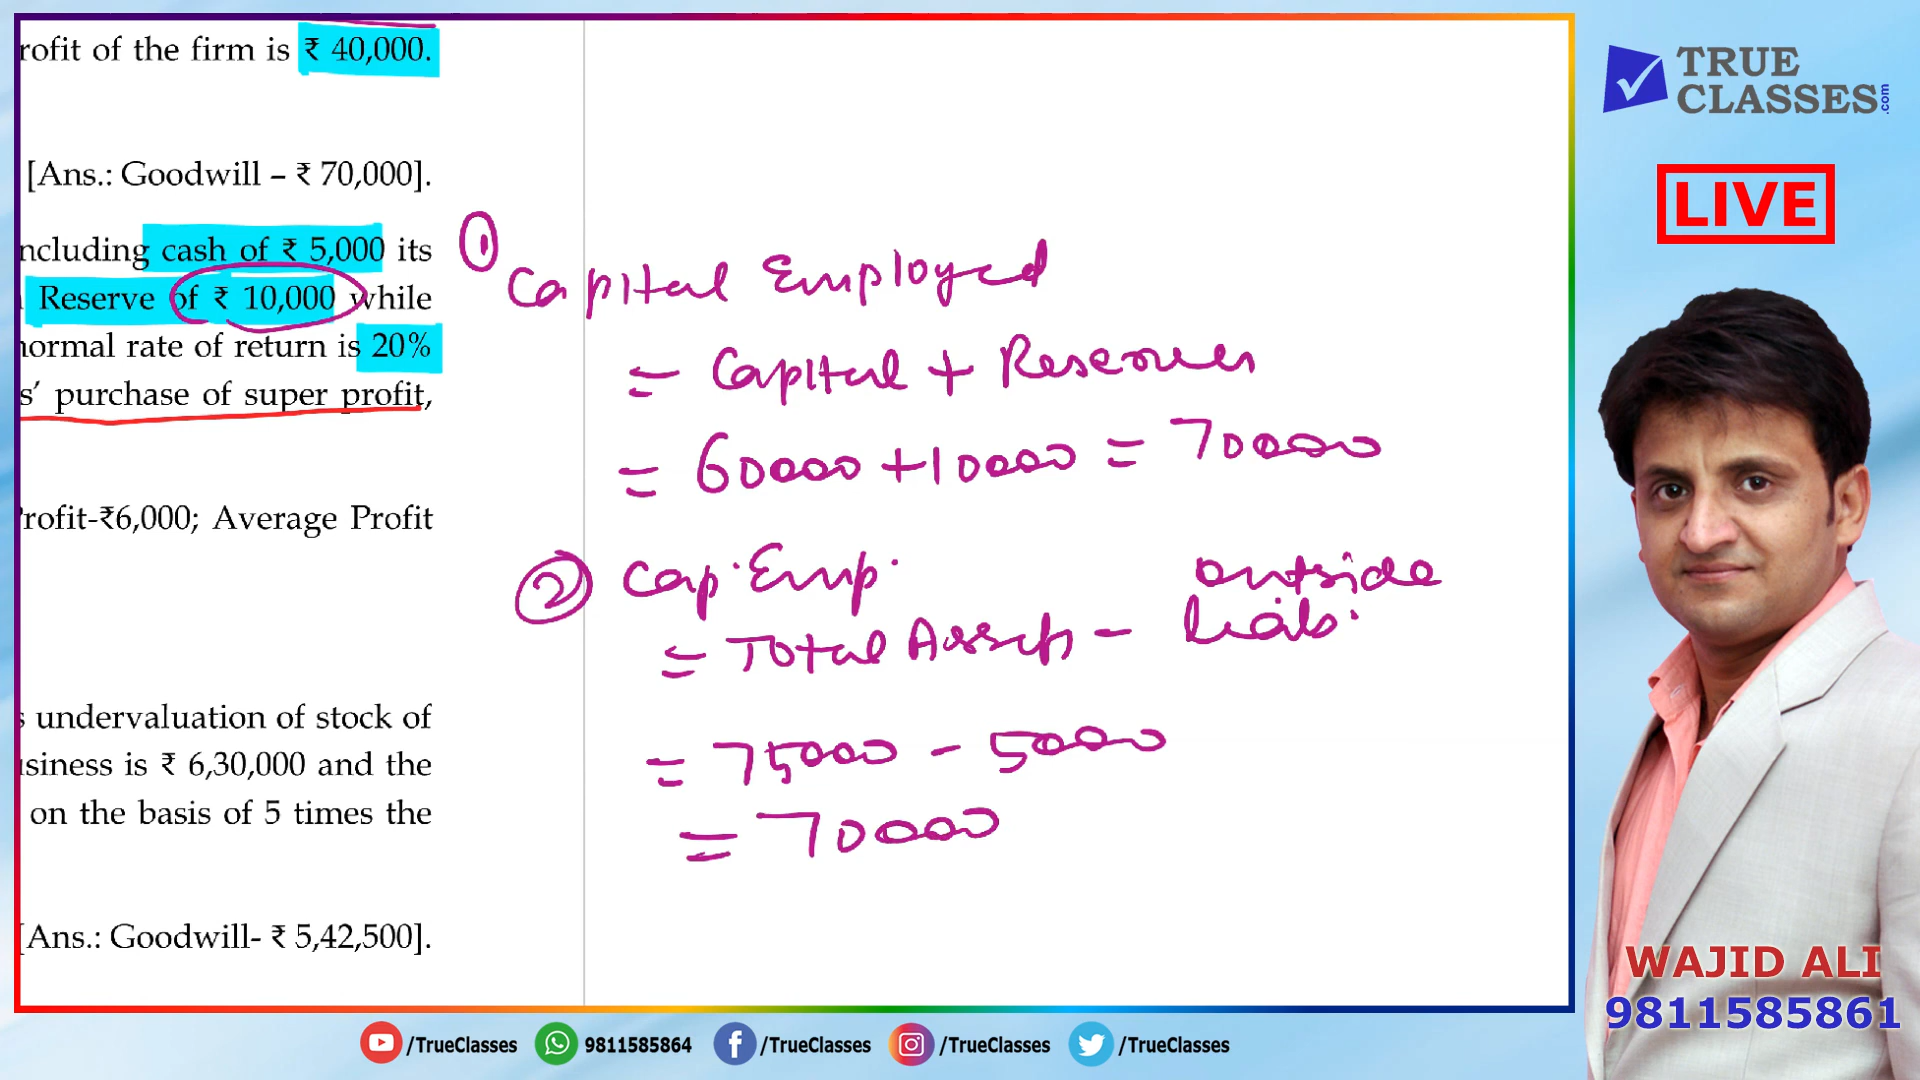 rofit of the firm is ₹ 40,000.
[Ans.: Goodwill – ₹ 70,000].
ncluding cash of ₹ 5,000 its
Reserve of ₹ 10,000 while
normal rate of return is 20%
s’ purchase of super profit,
rofit-₹6,000; Average Profit
s undervaluation of stock of
usiness is ₹ 6,30,000 and the
on the basis of 5 times the
[Ans.: Goodwill- ₹ 5,42,500].
① Capital Employed
= Capital + Reserves
= 60000 + 10000 = 70000
② Cap. Emp.
= Total Assets - outside Liab.
= 75000 - 5000
= 70000
TRUE
CLASSES.com
LIVE
WAJID ALI
9811585861
/TrueClasses 9811585864 /TrueClasses /TrueClasses /TrueClasses